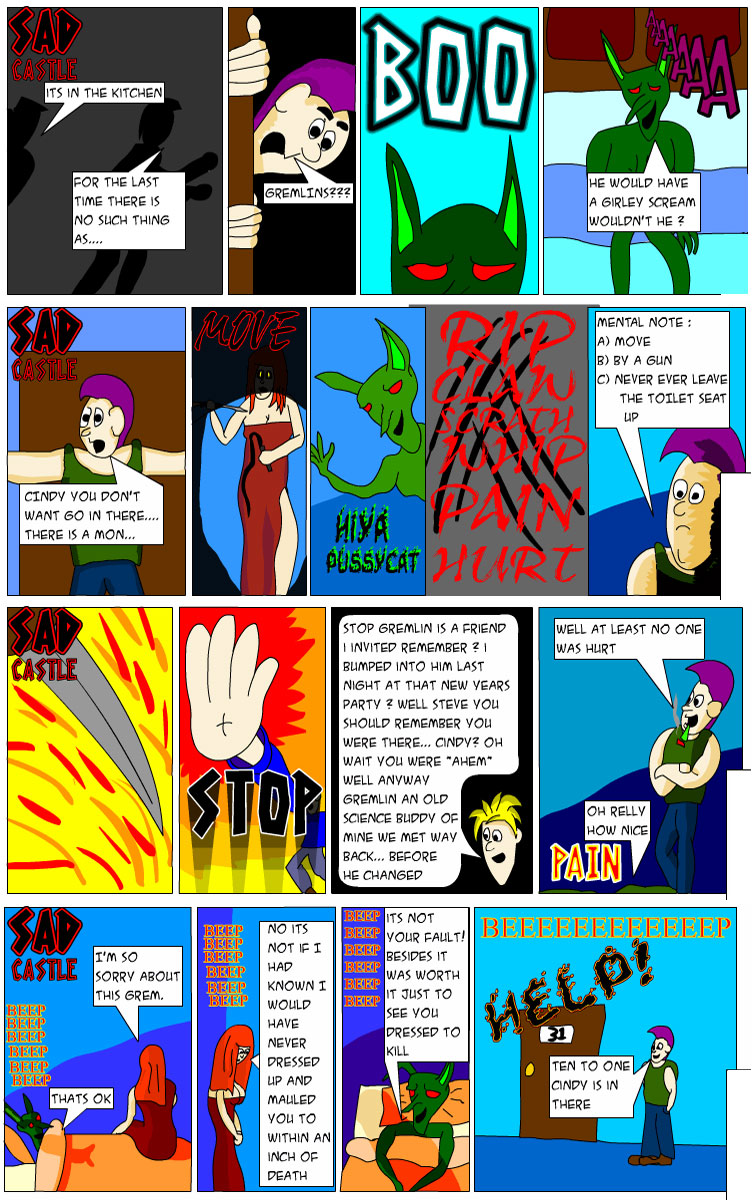 SAD
CASTLE
ITS IN THE KITCHEN
FOR THE LAST
TIME THERE IS
NO SUCH THING
AS....
GREMLINS???
BOO
AAAAAAA
HE WOULD HAVE
A GIRLEY SCREAM
WOULDN'T HE ?
SAD
CASTLE
CINDY YOU DON'T
WANT GO IN THERE....
THERE IS A MON...
MOVE
HIYA
PUSSYCAT
RIP
CLAW
SCRATH
WHIP
PAIN
HURT
MENTAL NOTE :
A) MOVE
B) BY A GUN
C) NEVER EVER LEAVE
THE TOILET SEAT
UP
SAD
CASTLE
STOP
STOP GREMLIN IS A FRIEND
I INVITED REMEMBER ? I
BUMPED INTO HIM LAST
NIGHT AT THAT NEW YEARS
PARTY ? WELL STEVE YOU
SHOULD REMEMBER YOU
WERE THERE... CINDY? OH
WAIT YOU WERE "AHEM"
WELL ANYWAY
GREMLIN AN OLD
SCIENCE BUDDY OF
MINE WE MET WAY
BACK... BEFORE
HE CHANGED
WELL AT LEAST NO ONE
WAS HURT
OH RELLY
HOW NICE
PAIN
SAD
CASTLE
I'M SO
SORRY ABOUT
THIS GREM.
BEEP
BEEP
BEEP
BEEP
BEEP
BEEP
THATS OK
BEEP
BEEP
BEEP
BEEP
BEEP
BEEP
NO ITS
NOT IF I
HAD
KNOWN I
WOULD
HAVE
NEVER
DRESSED
UP AND
MAULED
YOU TO
WITHIN AN
INCH OF
DEATH
BEEP
BEEP
BEEP
BEEP
BEEP
BEEP
ITS NOT
YOUR FAULT!
BESIDES IT
WAS WORTH
IT JUST TO
SEE YOU
DRESSED TO
KILL
BEEEEEEEEEEEEEP
HELP!
31
TEN TO ONE
CINDY IS IN
THERE